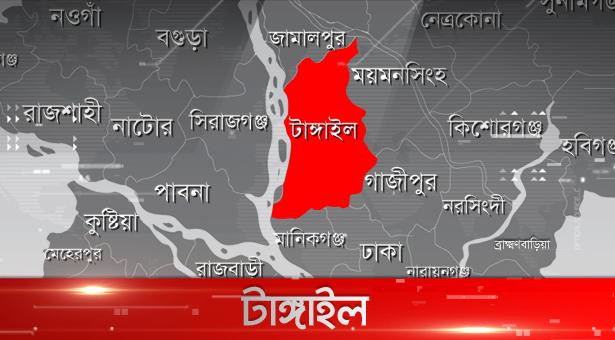 নওগাঁ
বগুড়া
জামালপুর
নেত্রকোনা
সুনামগঞ্জ
ময়মনসিংহ
রাজশাহী
নাটোর
সিরাজগঞ্জ
টাঙ্গাইল
কিশোরগঞ্জ
হবিগঞ্জ
পাবনা
গাজীপুর
নরসিংদী
কুষ্টিয়া
মানিকগঞ্জ
ঢাকা
ব্রাহ্মণবাড়িয়া
মেহেরপুর
রাজবাড়ী
নারায়নগঞ্জ
টাঙ্গাইল